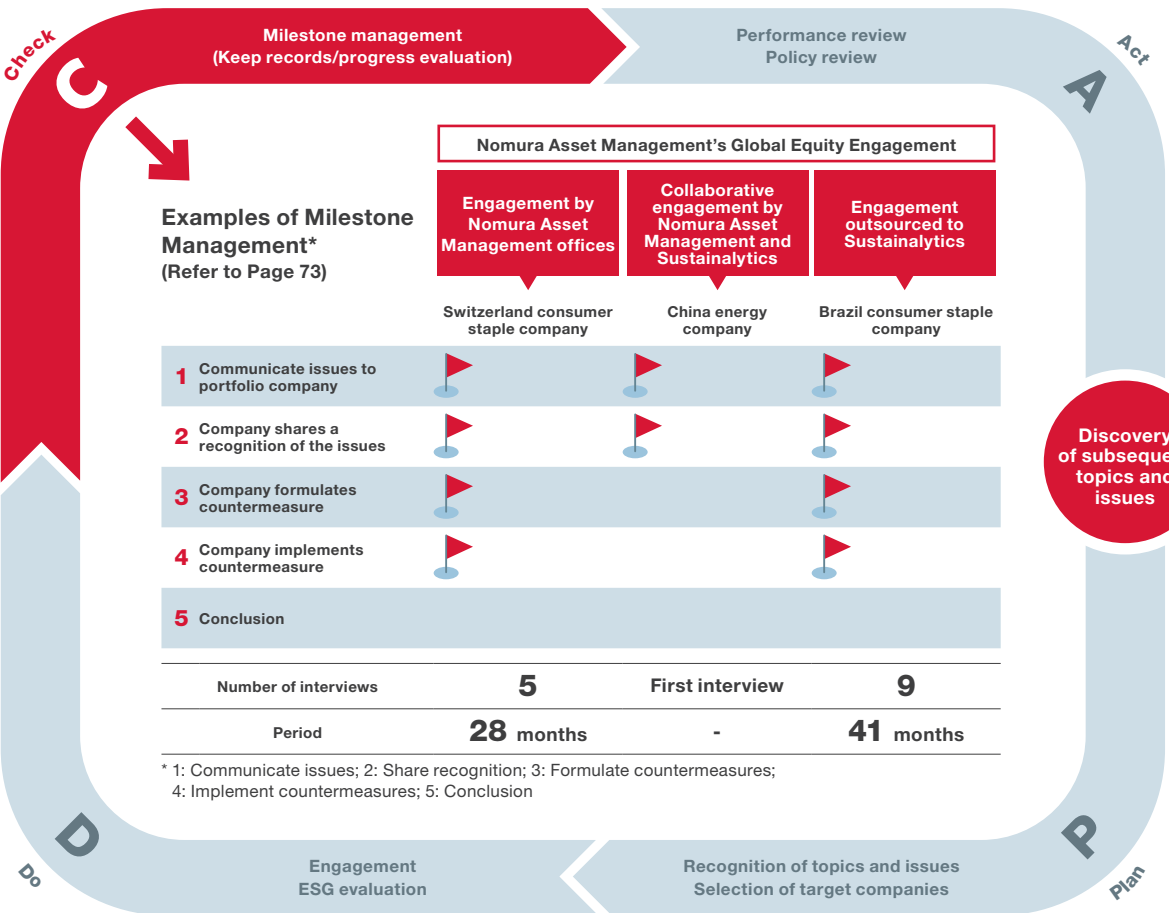 Check
C
Milestone management
(Keep records/progress evaluation)
Performance review
Policy review
Act
A
Examples of Milestone
Management*
(Refer to Page 73)
Nomura Asset Management's Global Equity Engagement
Engagement by
Nomura Asset
Management offices
Collaborative
engagement by
Nomura Asset
Management and
Sustainalytics
Engagement
outsourced to
Sustainalytics
Switzerland consumer
staple company
China energy
company
Brazil consumer staple
company
1 Communicate issues to
portfolio company
2 Company shares a
recognition of the issues
3 Company formulates
countermeasure
4 Company implements
countermeasure
5 Conclusion
Number of interviews 5 First interview 9
Period 28 months - 41 months
* 1: Communicate issues; 2: Share recognition; 3: Formulate countermeasures;
4: Implement countermeasures; 5: Conclusion
Discovery
of subseque
topics and
issues
D
Do
Engagement
ESG evaluation
Recognition of topics and issues
Selection of target companies
P
Plan